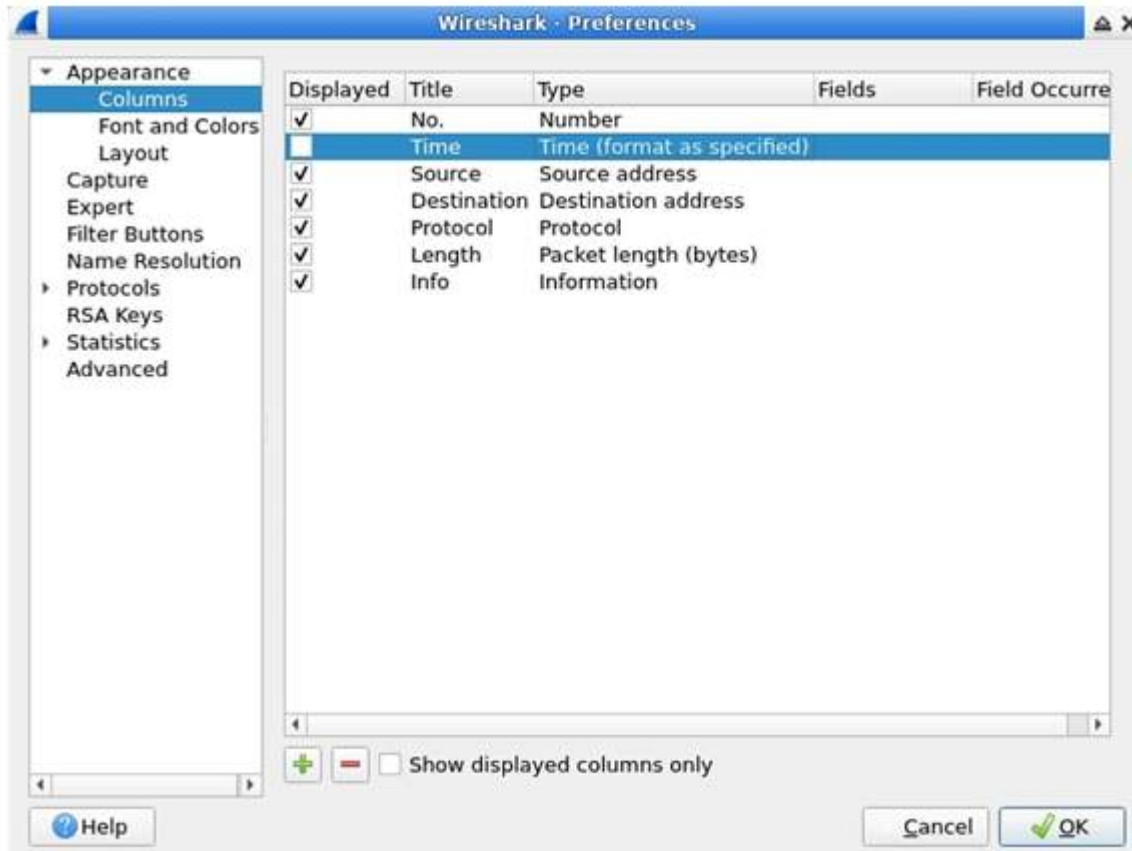 Wireshark · Preferences
Appearance
Columns
Font and Colors
Layout
Capture
Expert
Filter Buttons
Name Resolution
Protocols
RSA Keys
Statistics
Advanced
Displayed Title Type Fields Field Occurre
No. Number
Time Time (format as specified)
Source Source address
Destination Destination address
Protocol Protocol
Length Packet length (bytes)
Info Information
Show displayed columns only
Help
Cancel
OK